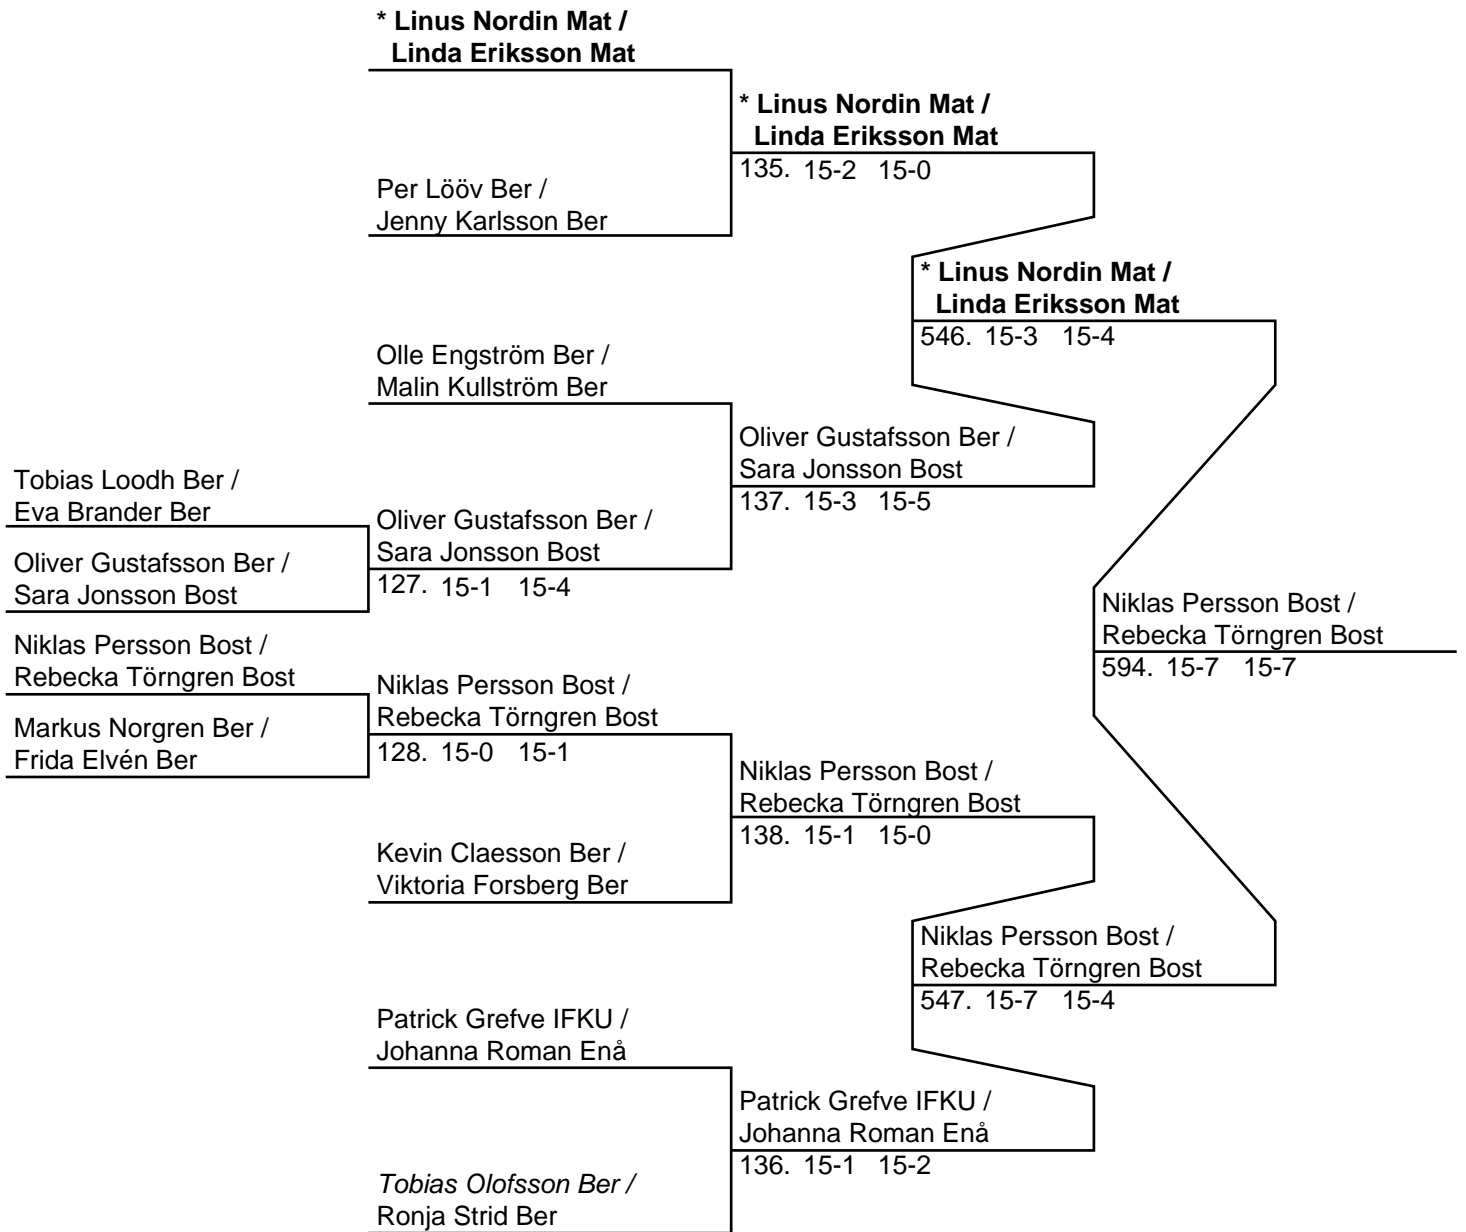 * Linus Nordin Mat /
Linda Eriksson Mat
* Linus Nordin Mat /
Linda Eriksson Mat
135. 15-2 15-0
Per Lööv Ber /
Jenny Karlsson Ber
* Linus Nordin Mat /
Linda Eriksson Mat
546. 15-3 15-4
Olle Engström Ber /
Malin Kullström Ber
Oliver Gustafsson Ber /
Sara Jonsson Bost
137. 15-3 15-5
Tobias Loodh Ber /
Eva Brander Ber
Oliver Gustafsson Ber /
Sara Jonsson Bost
127. 15-1 15-4
Oliver Gustafsson Ber /
Sara Jonsson Bost
Niklas Persson Bost /
Rebecka Törngren Bost
594. 15-7 15-7
Niklas Persson Bost /
Rebecka Törngren Bost
Niklas Persson Bost /
Rebecka Törngren Bost
128. 15-0 15-1
Markus Norgren Ber /
Frida Elvén Ber
Niklas Persson Bost /
Rebecka Törngren Bost
138. 15-1 15-0
Kevin Claesson Ber /
Viktoria Forsberg Ber
Niklas Persson Bost /
Rebecka Törngren Bost
547. 15-7 15-4
Patrick Grefve IFKU /
Johanna Roman Enå
Patrick Grefve IFKU /
Johanna Roman Enå
136. 15-1 15-2
Tobias Olofsson Ber /
Ronja Strid Ber